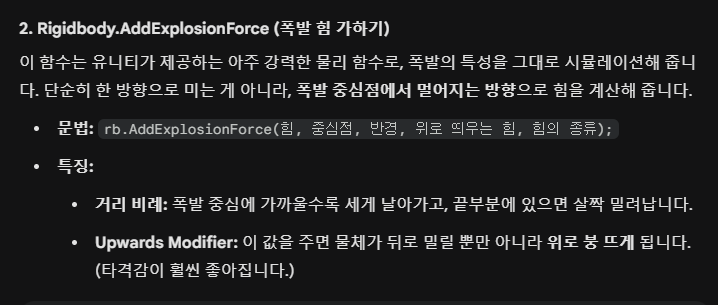 2. Rigidbody.AddExplosionForce (폭발 힘 가하기)
이 함수는 유니티가 제공하는 아주 강력한 물리 함수로, 폭발의 특성을 그대로 시뮬레이션해 줍니
다. 단순히 한 방향으로 미는 게 아니라, 폭발 중심점에서 멀어지는 방향으로 힘을 계산해 줍니다.
• 문법: rb.AddExplosionForce(힘, 중심점, 반경, 위로 띄우는 힘, 힘의 종류);
• 특징:
• 거리 비례: 폭발 중심에 가까울수록 세게 날아가고, 끝부분에 있으면 살짝 밀려납니다.
• Upwards Modifier: 이 값을 주면 물체가 뒤로 밀릴 뿐만 아니라 위로 붕 뜨게 됩니다.
(타격감이 훨씬 좋아집니다.)